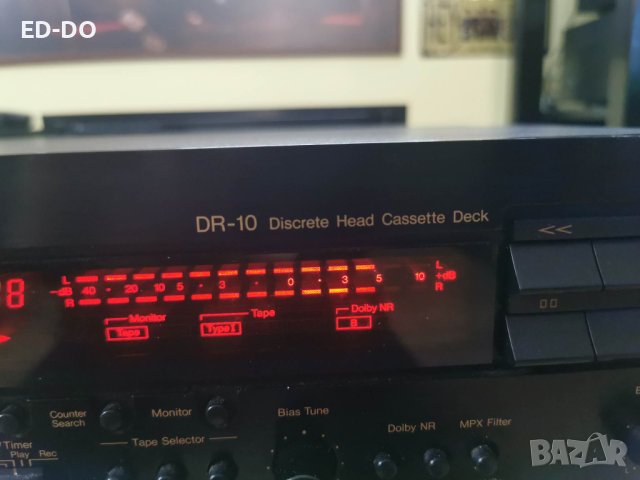 ED-DO
DR-10 Discrete Head Cassette Deck
<<
L L
8 -dB 40 - 20 10 5 - 3 - 0 - 3 5 10 +dB
R R
Monitor Tape Dolby NR
Tape Type I B
Counter Search
Monitor
Bias Tune
Dolby NR
MPX Filter
Timer
Play Rec
Tape Selector
BAZAR